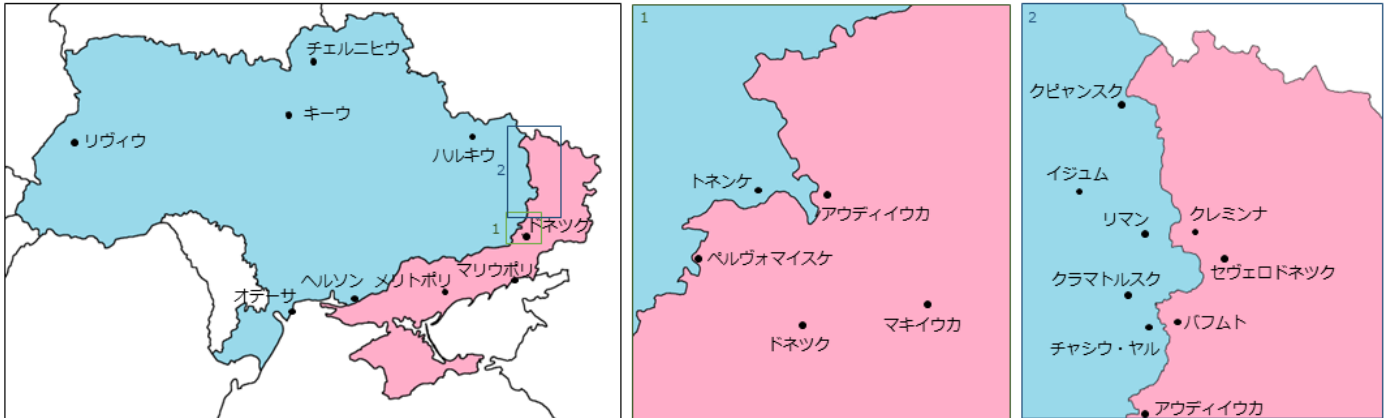 チェルニヒウ
キーウ
リヴィウ
ハルキウ
2
1
ドネツク
マリウポリ
メリトポリ
ヘルソン
オデーサ
1
トネンケ
アウディイウカ
ペルヴォマイスケ
マキイウカ
ドネツク
2
クピャンスク
イジュム
リマン
クレミンナ
セヴェロドネツク
クラマトルスク
バフムト
チャシウ・ヤル
アウディイウカ